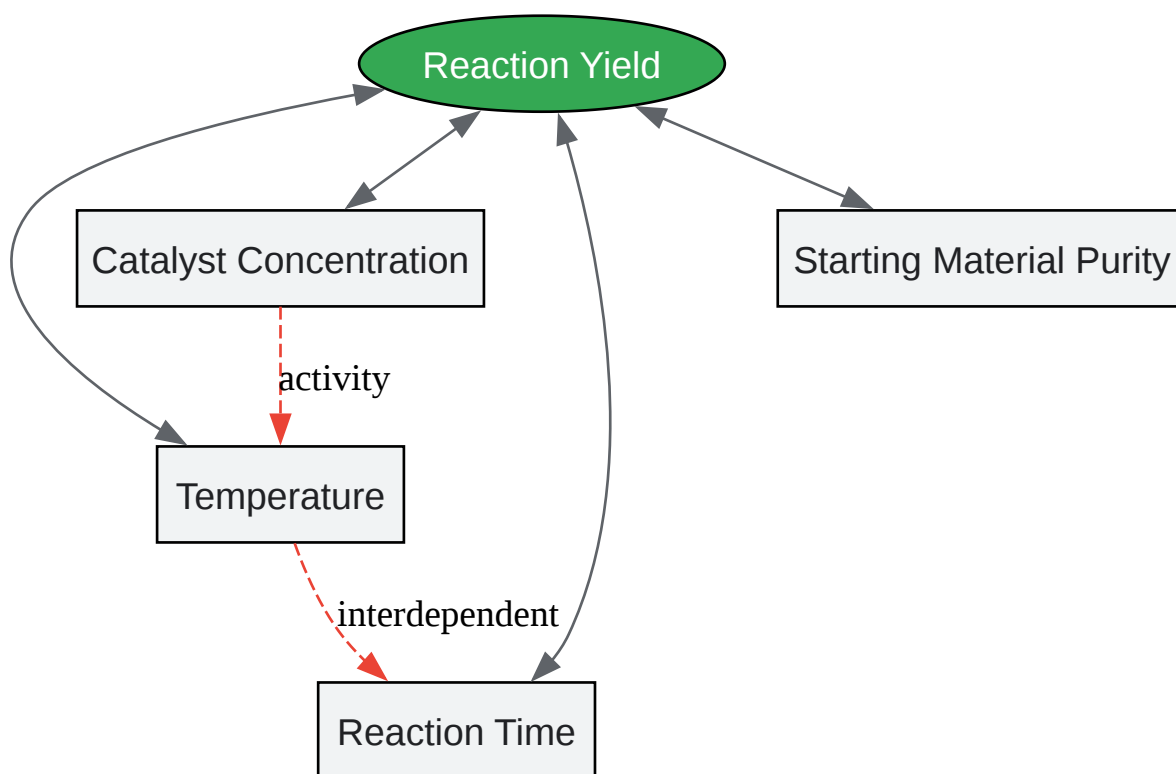 Reaction Yield
Catalyst Concentration
Starting Material Purity
activity
Temperature
interdependent
Reaction Time